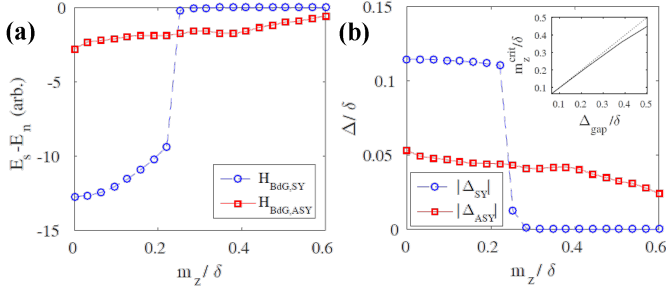 (a)
0
−5
−10
−15
E_s-E_n (arb.)
0
0.2
0.4
0.6
m_z/δ
H_BdG,SY
H_BdG,ASY
(b)
0.15
0.1
0.05
0
Δ/δ
0
0.2
0.4
0.6
m_z/δ
|Δ_SY|
|Δ_ASY|
0.5
0.4
0.3
0.2
0.1
m_z^crit/δ
0.1
0.2
0.3
0.4
0.5
Δ_gap/δ